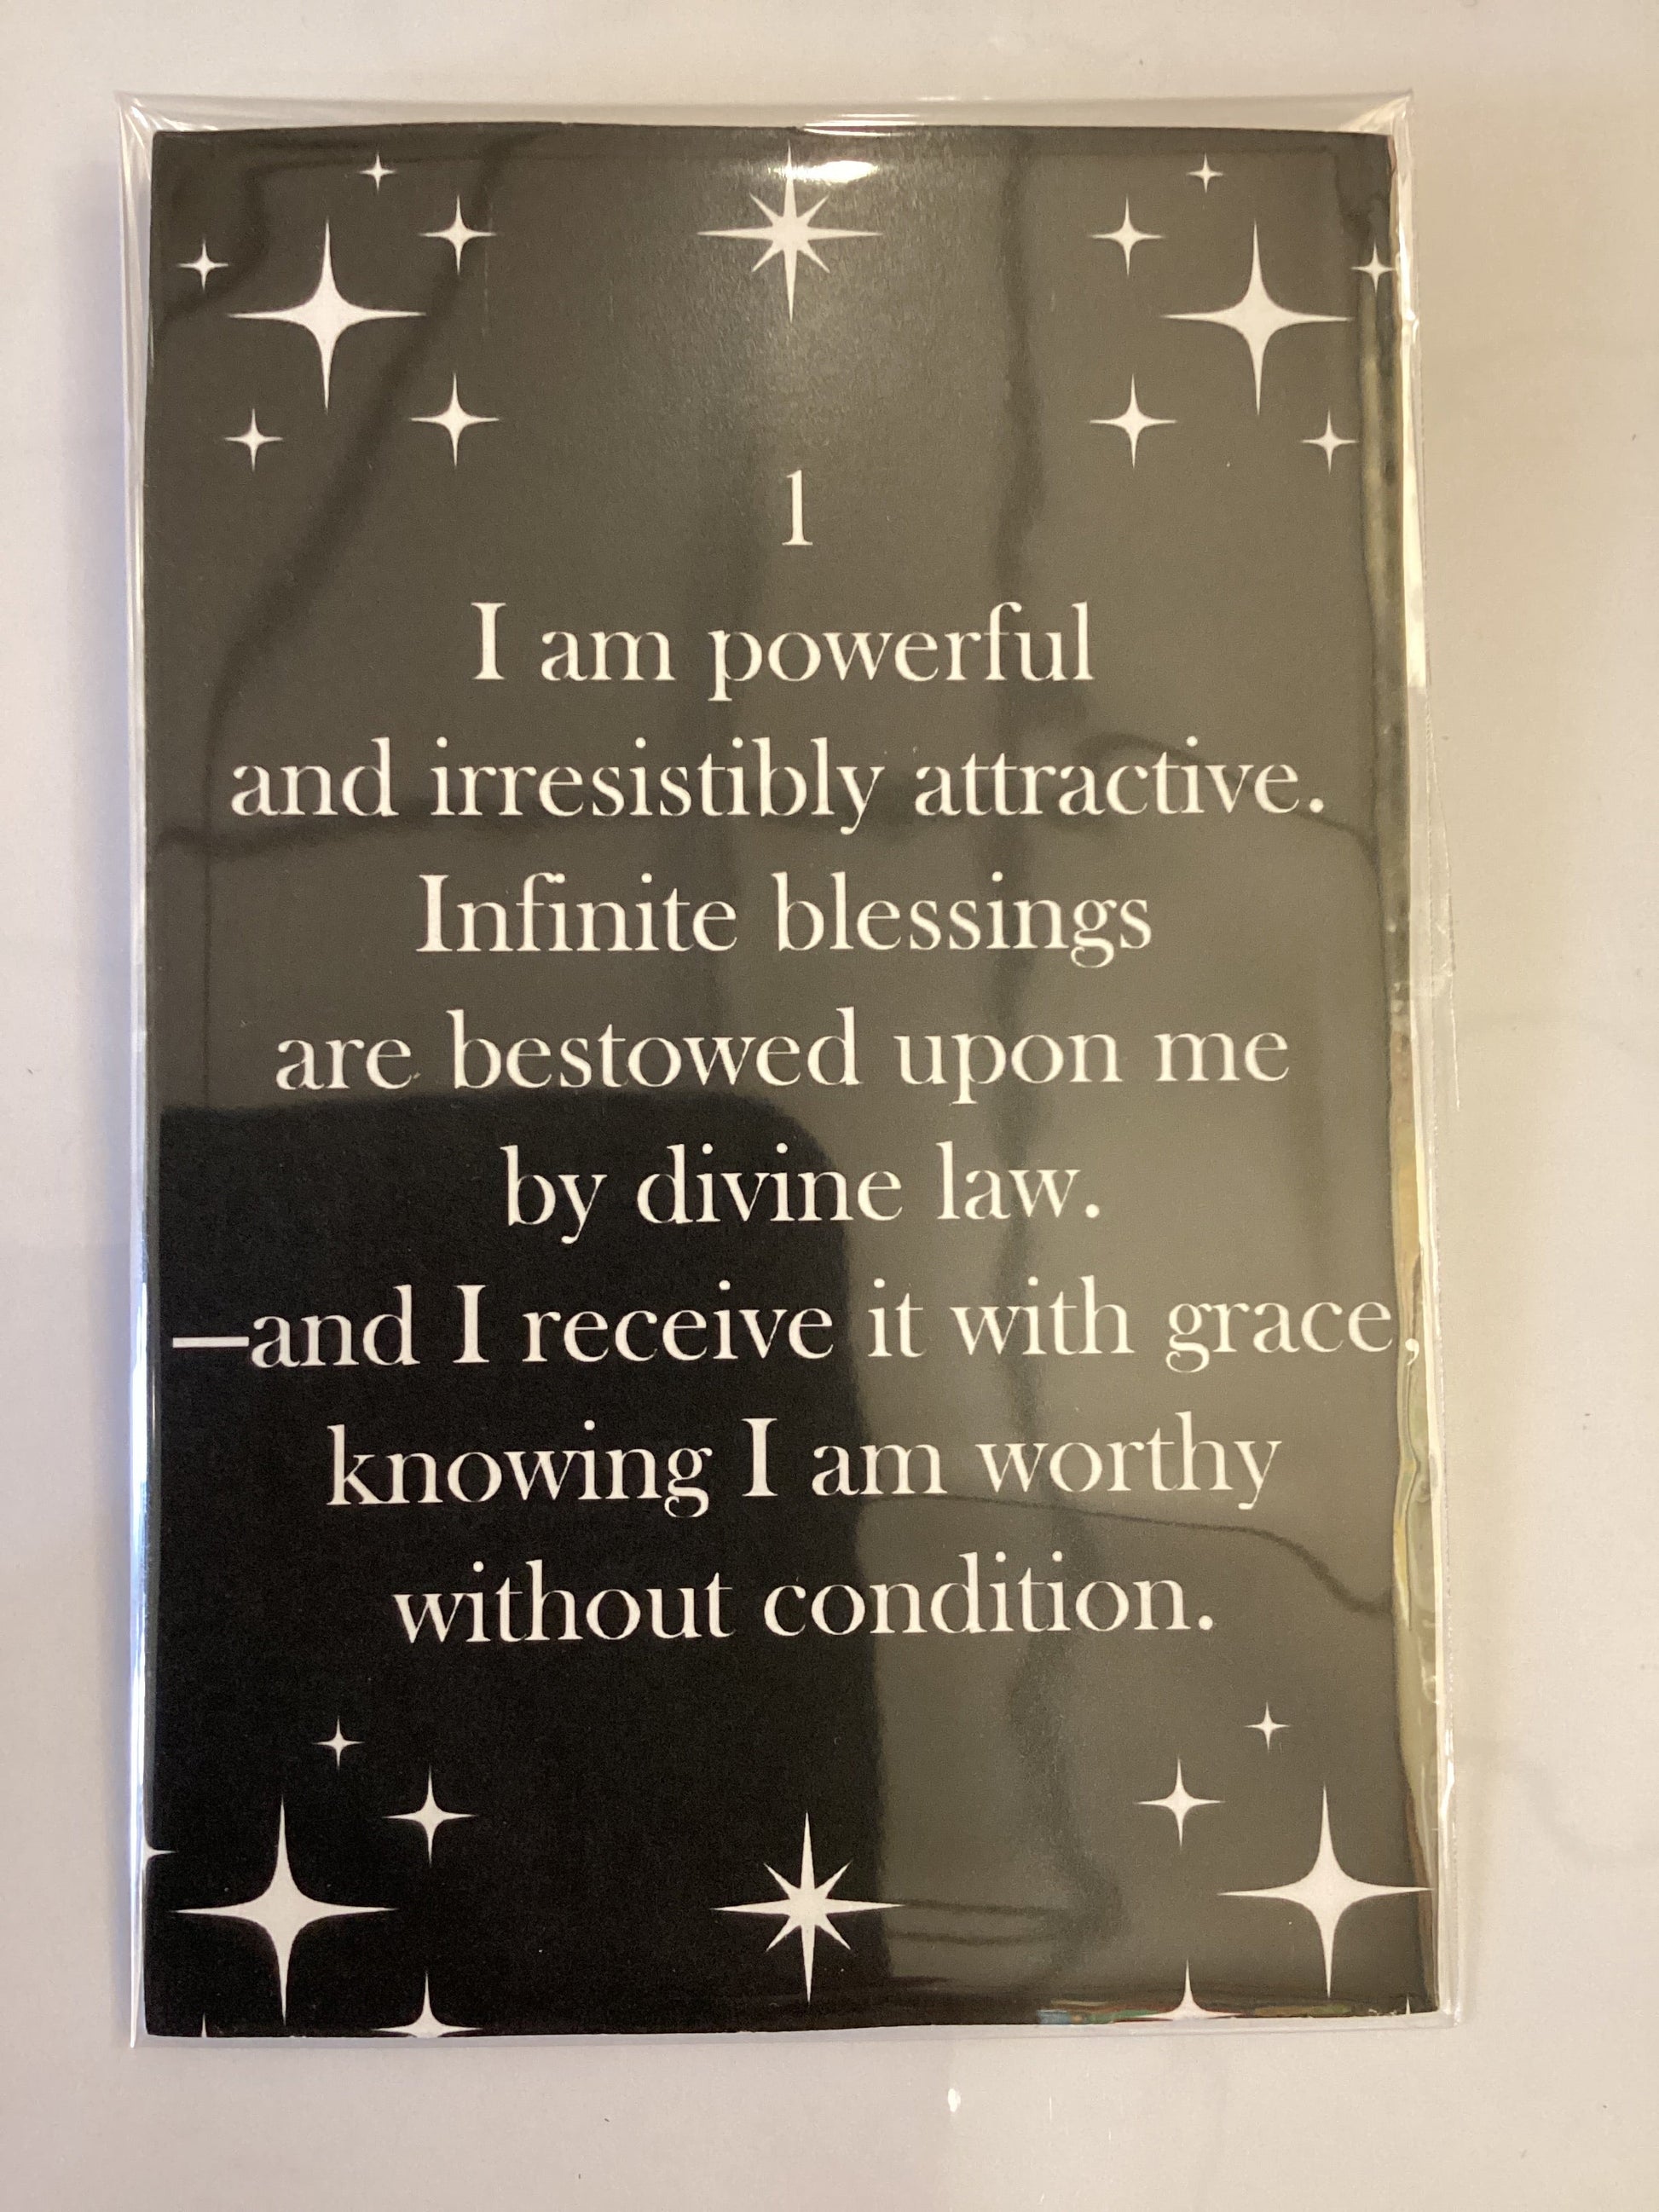 1
I am powerful
and irresistibly attractive.
Infinite blessings
are bestowed upon me
by divine law.
—and I receive it with grace,
knowing I am worthy
without condition.